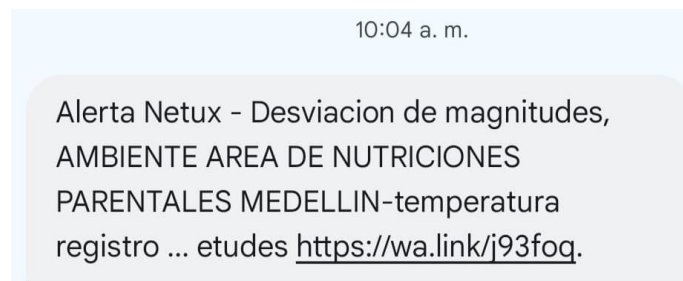 10:04 a. m.
Alerta Netux - Desviacion de magnitudes,
AMBIENTE AREA DE NUTRICIONES
PARENTALES MEDELLIN-temperatura
registro ... etudes https://wa.link/j93foq.